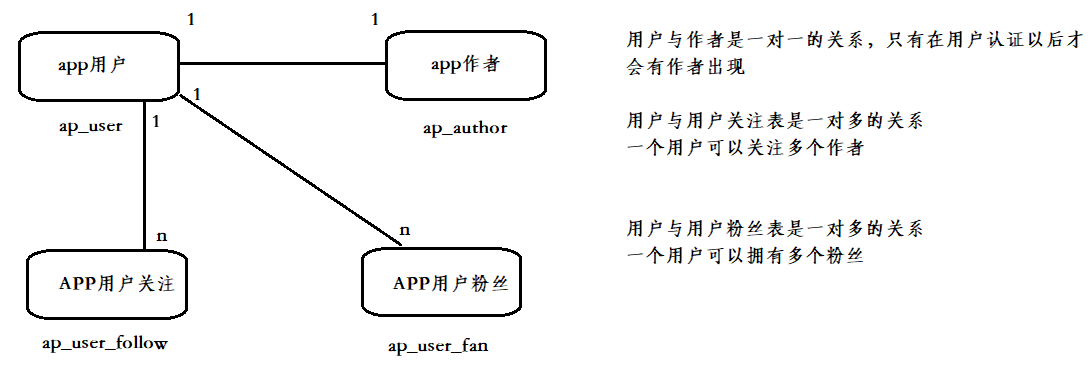 1
1
app用户
app作者
1
ap_user
1
ap_author
n
n
APP用户关注
APP用户粉丝
ap_user_follow
ap_user_fan
用户与作者是一对一的关系，只有在用户认证以后才
会有作者出现
用户与用户关注表是一对多的关系
一个用户可以关注多个作者
用户与用户粉丝表是一对多的关系
一个用户可以拥有多个粉丝